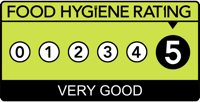 FOOD HYGIENE RATING
0 1 2 3 4 5
VERY GOOD